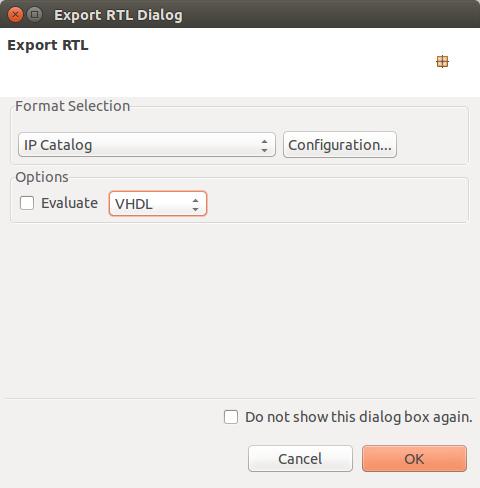 Export RTL Dialog
Export RTL
Format Selection
IP Catalog
Configuration...
Options
Evaluate
VHDL
Do not show this dialog box again.
Cancel
OK